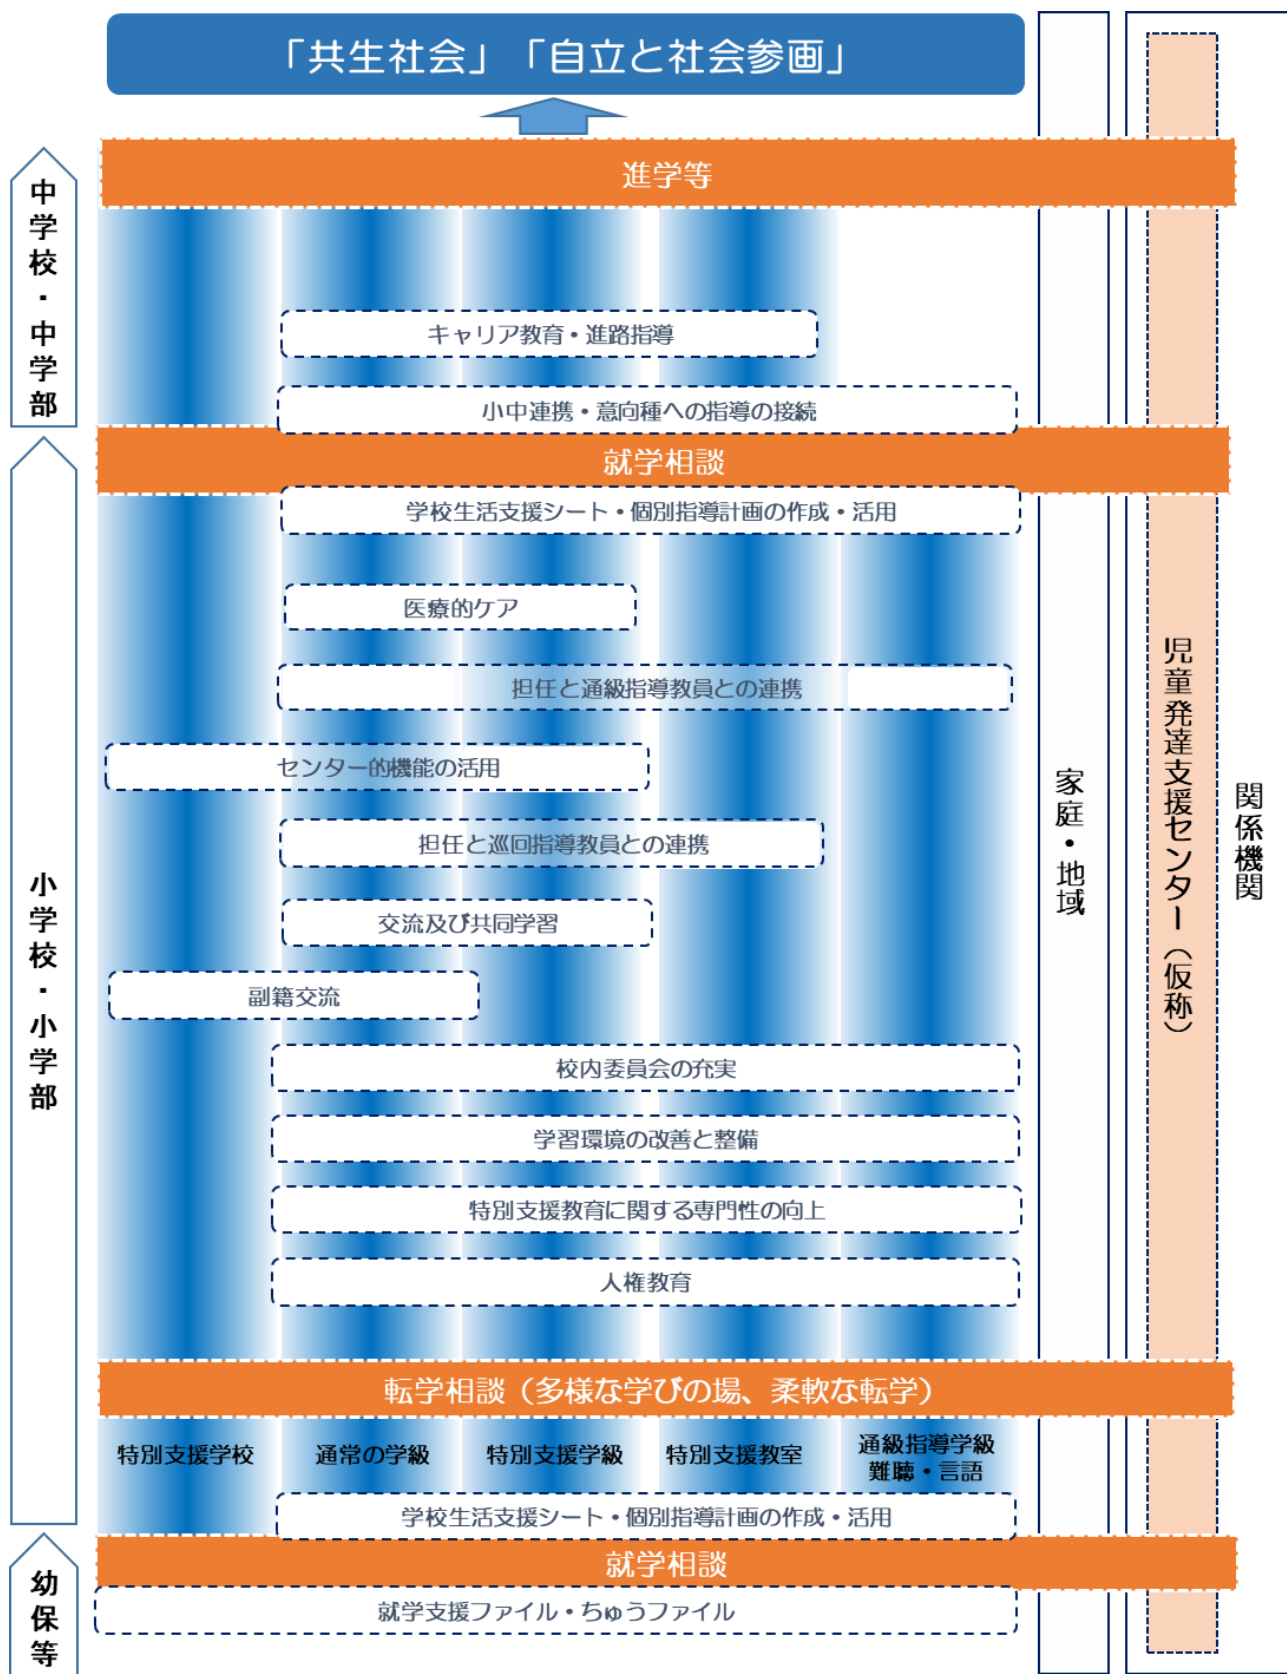 「共生社会」「自立と社会参画」
進学等
中学校・中学部
キャリア教育・進路指導
小中連携・意向種への指導の接続
就学相談
学校生活支援シート・個別指導計画の作成・活用
医療的ケア
担任と通級指導教員との連携
センター的機能の活用
担任と巡回指導教員との連携
交流及び共同学習
副籍交流
校内委員会の充実
学習環境の改善と整備
特別支援教育に関する専門性の向上
人権教育
小学校・小学部
転学相談（多様な学びの場、柔軟な転学）
特別支援学校
通常の学級
特別支援学級
特別支援教室
通級指導学級
難聴・言語
学校生活支援シート・個別指導計画の作成・活用
就学相談
就学支援ファイル・ちゅうファイル
幼保等
家庭・地域
児童発達支援センター（仮称）
関係機関